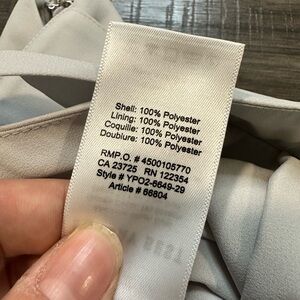 Shell: 100% Polyester
Lining: 100% Polyester
Coquille: 100% Polyester
Doublure: 100% Polyester
RMP.O. # 4500105770
CA 23725 RN 122354
Style # YPO2-6649-29
Article # 66804